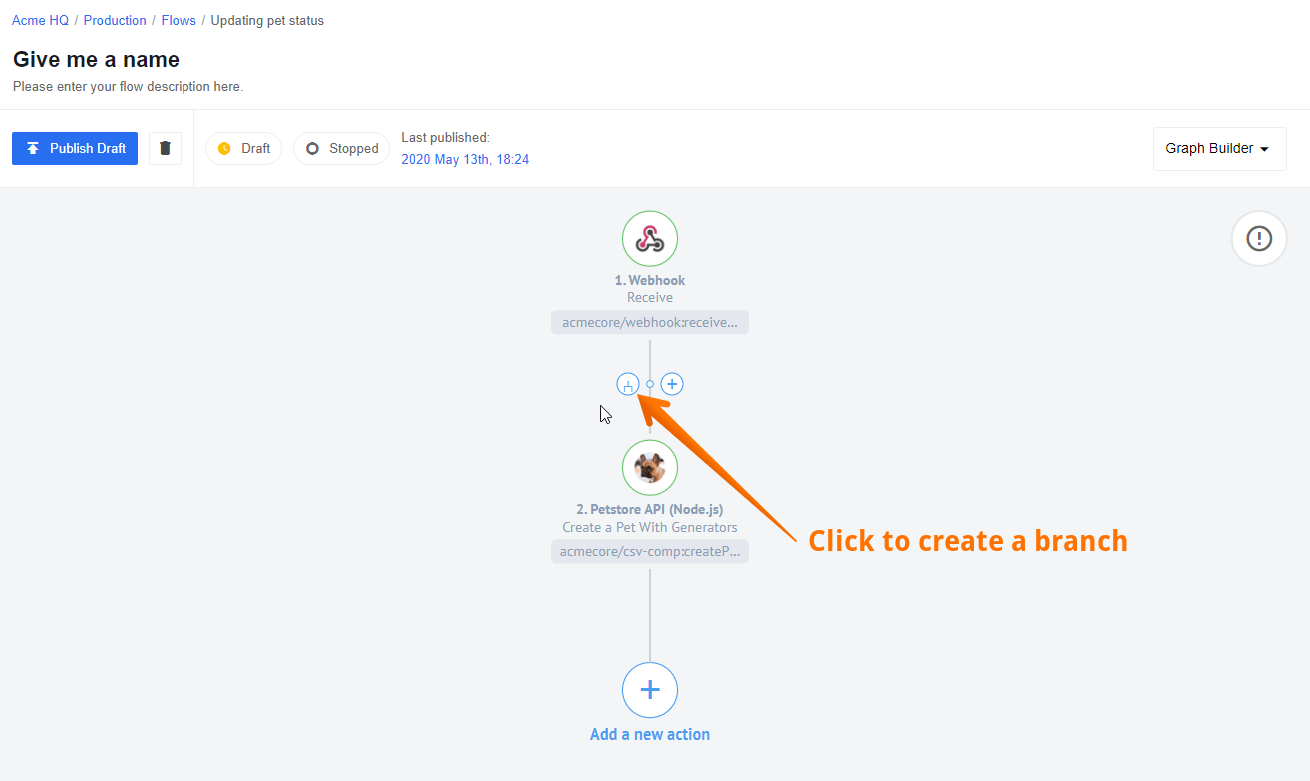 Acme HQ / Production / Flows / Updating pet status
Give me a name
Please enter your flow description here.
Publish Draft
Draft
Stopped
Last published:
2020 May 13th, 18:24
Graph Builder
1. Webhook
Receive
acmecore/webhook:receive...
2. Petstore API (Node.js)
Create a Pet With Generators
acmecore/csv-comp:createP...
Click to create a branch
Add a new action